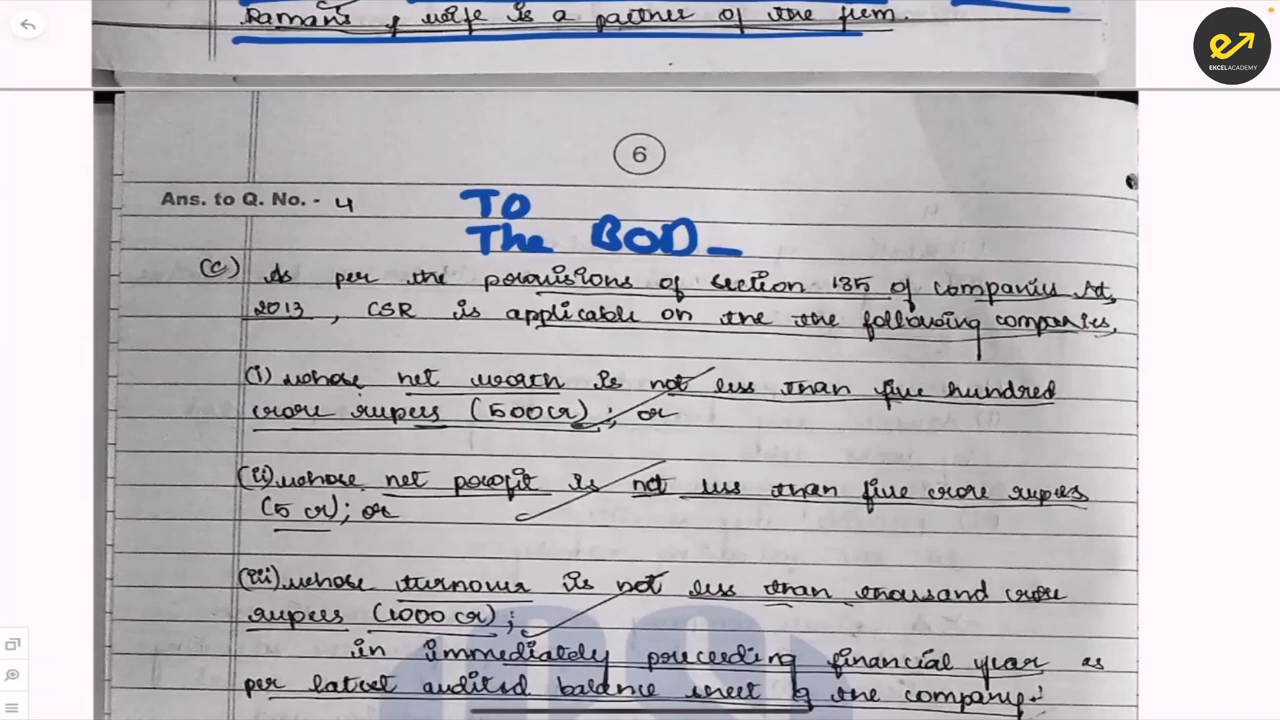 Raman's wife is a partner of the firm.
EKCELACADEMY
6
Ans. to Q. No. - 4
TO
The BOD -
(c) As per the provisions of section 135 of companies Act,
2013, CSR is applicable on the the following companies,
(i) whose net worth is not less than five hundred
crore rupees (500cr); or
(ii) whose net profit is not less than five crore rupees
(5 cr); or
(iii) whose turnover is not less than thousand crore
rupees (1000 cr);
in immediately preceeding financial year as
per latest audited balance sheet of the company.